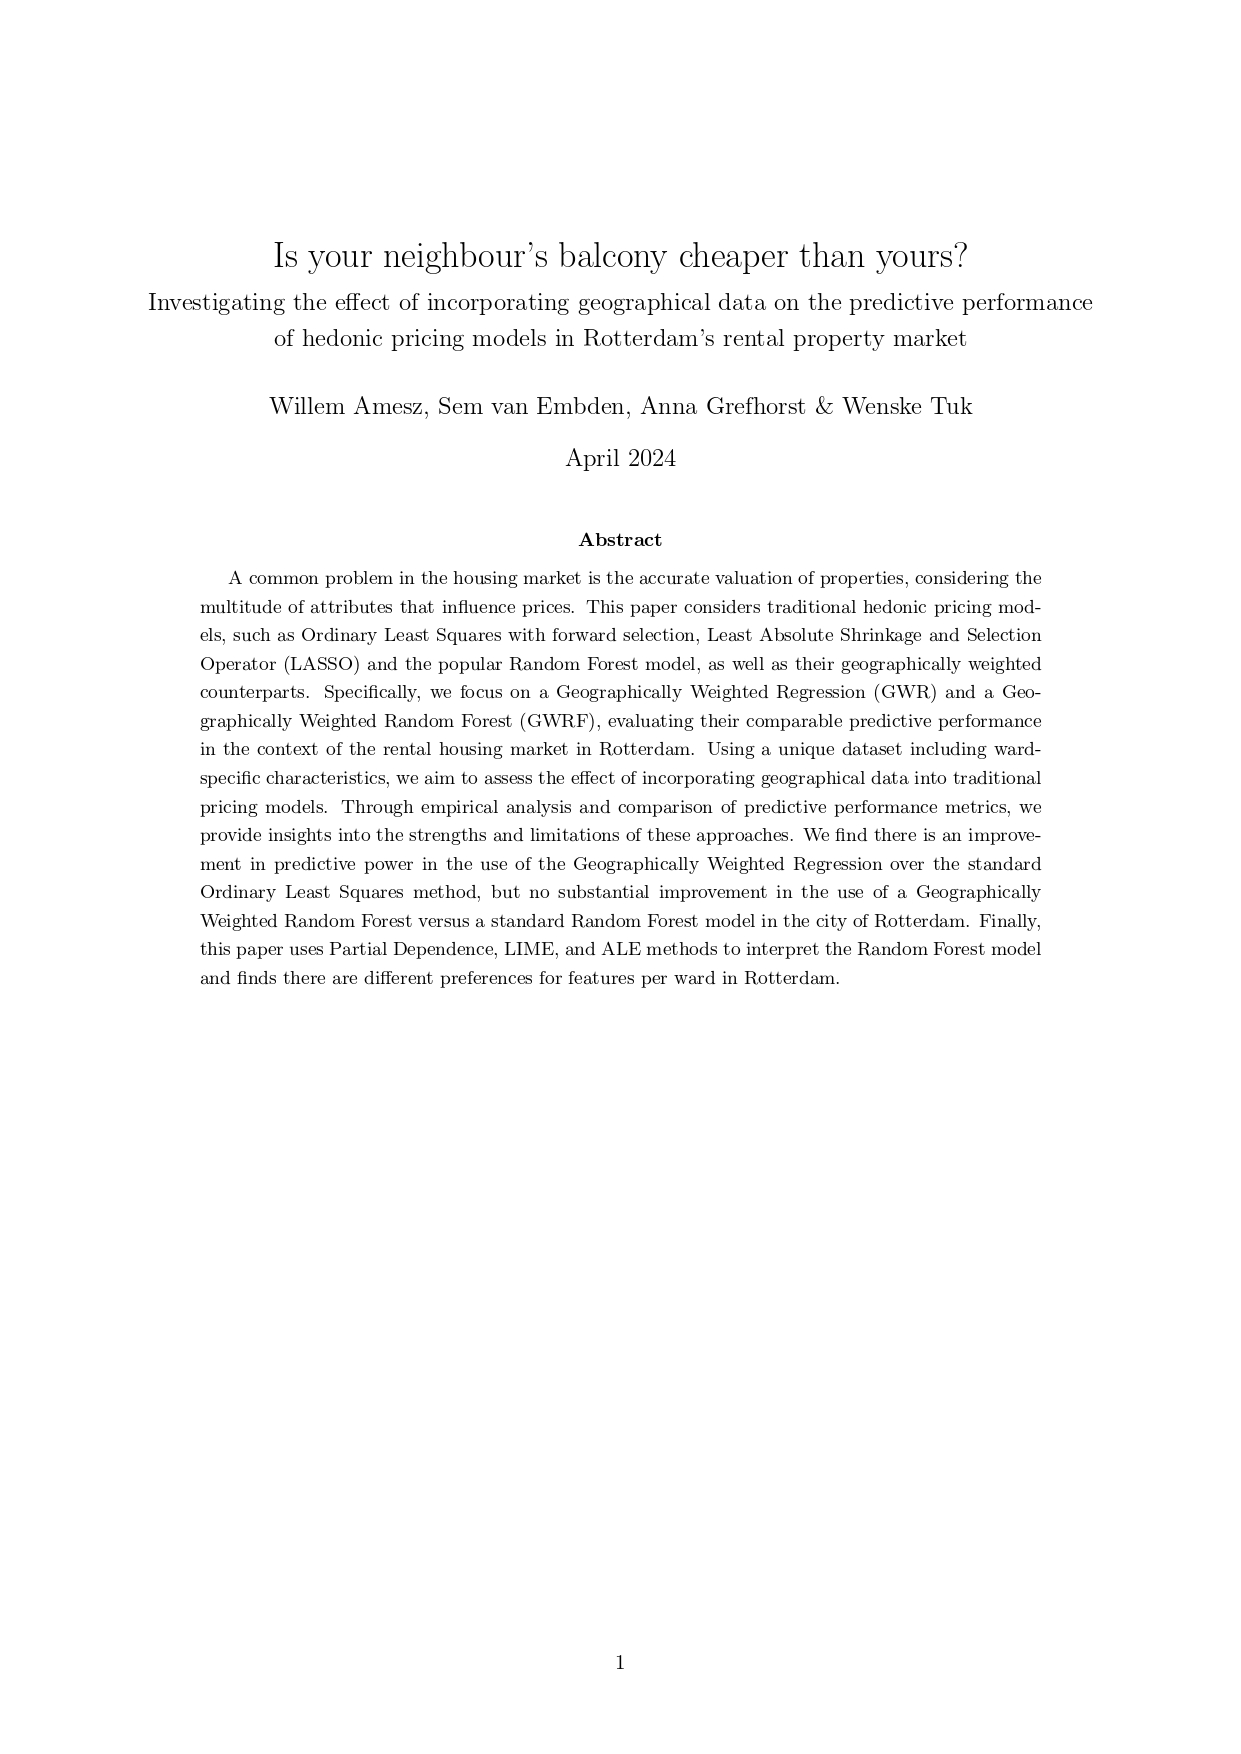 Is your neighbour's balcony cheaper than yours?
Investigating the effect of incorporating geographical data on the predictive performance
of hedonic pricing models in Rotterdam's rental property market
Willem Amesz, Sem van Embden, Anna Grefhorst & Wenske Tuk
April 2024
Abstract
A common problem in the housing market is the accurate valuation of properties, considering the
multitude of attributes that influence prices. This paper considers traditional hedonic pricing mod-
els, such as Ordinary Least Squares with forward selection, Least Absolute Shrinkage and Selection
Operator (LASSO) and the popular Random Forest model, as well as their geographically weighted
counterparts. Specifically, we focus on a Geographically Weighted Regression (GWR) and a Geo-
graphically Weighted Random Forest (GWRF), evaluating their comparable predictive performance
in the context of the rental housing market in Rotterdam. Using a unique dataset including ward-
specific characteristics, we aim to assess the effect of incorporating geographical data into traditional
pricing models. Through empirical analysis and comparison of predictive performance metrics, we
provide insights into the strengths and limitations of these approaches. We find there is an improve-
ment in predictive power in the use of the Geographically Weighted Regression over the standard
Ordinary Least Squares method, but no substantial improvement in the use of a Geographically
Weighted Random Forest versus a standard Random Forest model in the city of Rotterdam. Finally,
this paper uses Partial Dependence, LIME, and ALE methods to interpret the Random Forest model
and finds there are different preferences for features per ward in Rotterdam.
1